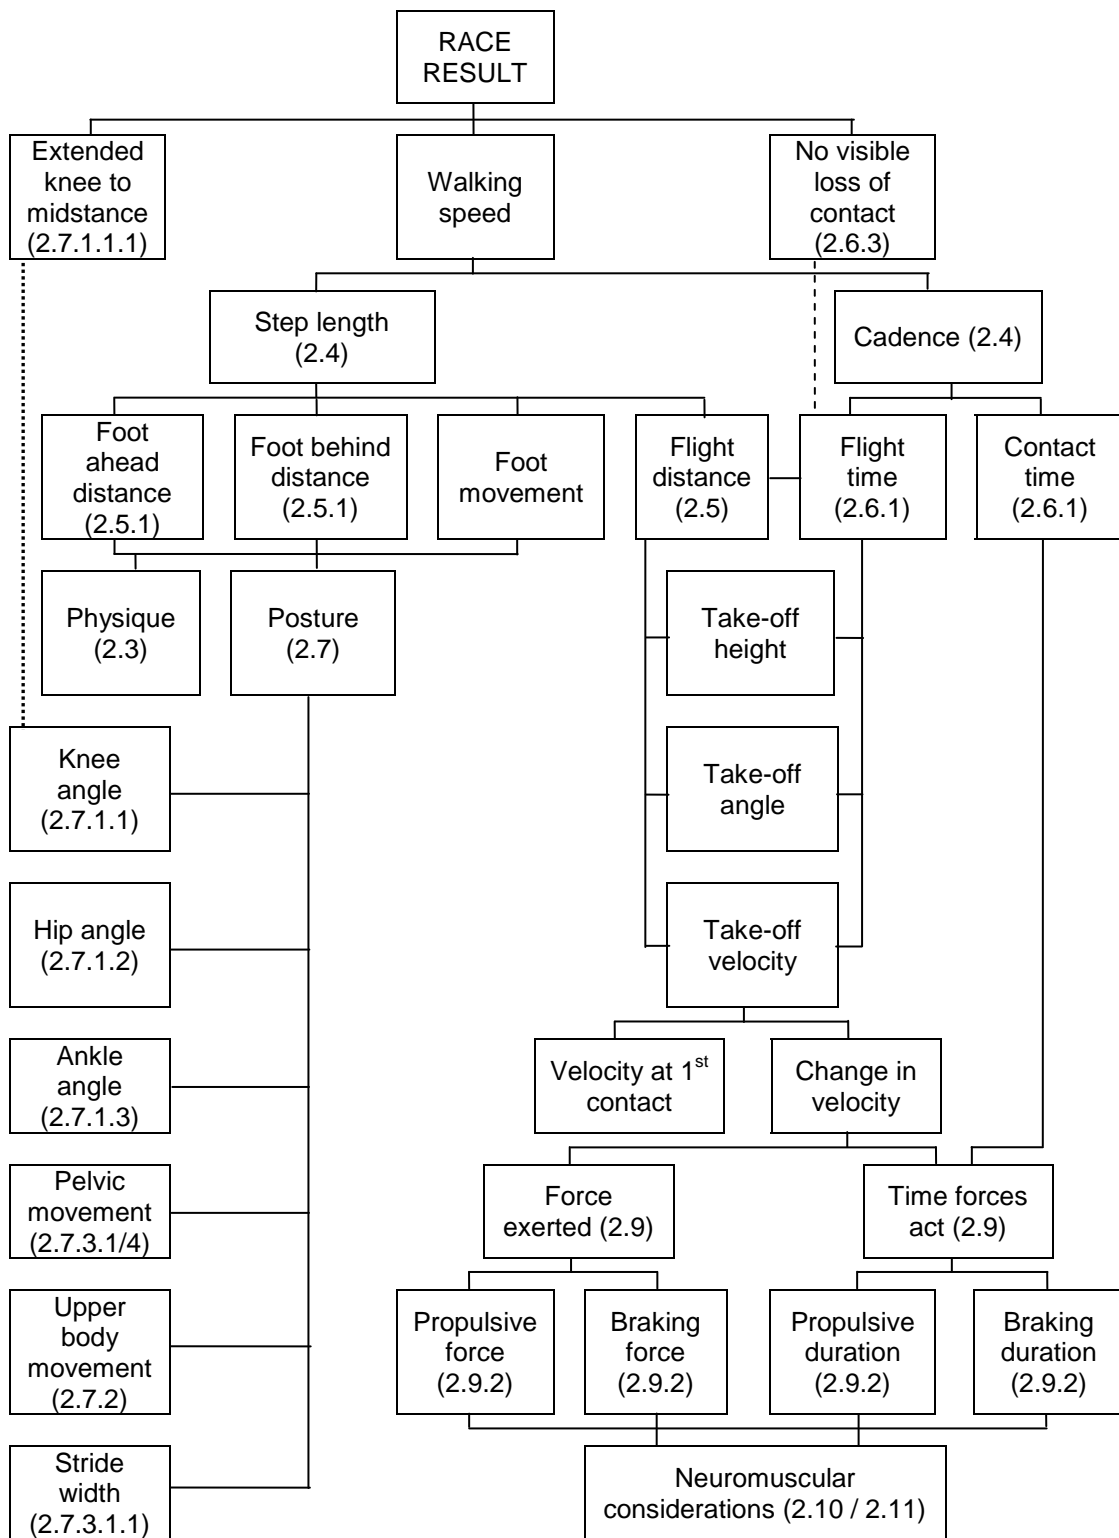 RACE
RESULT
Extended
knee to
midstance
(2.7.1.1.1)
Walking
speed
No visible
loss of
contact
(2.6.3)
Step length
(2.4)
Cadence (2.4)
Foot
ahead
distance
(2.5.1)
Foot behind
distance
(2.5.1)
Foot
movement
Flight
distance
(2.5)
Flight
time
(2.6.1)
Contact
time
(2.6.1)
Physique
(2.3)
Posture
(2.7)
Take-off
height
Knee
angle
(2.7.1.1)
Take-off
angle
Hip angle
(2.7.1.2)
Take-off
velocity
Ankle
angle
(2.7.1.3)
Velocity at 1st
contact
Change in
velocity
Pelvic
movement
(2.7.3.1/4)
Force
exerted (2.9)
Time forces
act (2.9)
Upper
body
movement
(2.7.2)
Propulsive
force
(2.9.2)
Braking
force
(2.9.2)
Propulsive
duration
(2.9.2)
Braking
duration
(2.9.2)
Stride
width
(2.7.3.1.1)
Neuromuscular
considerations (2.10 / 2.11)